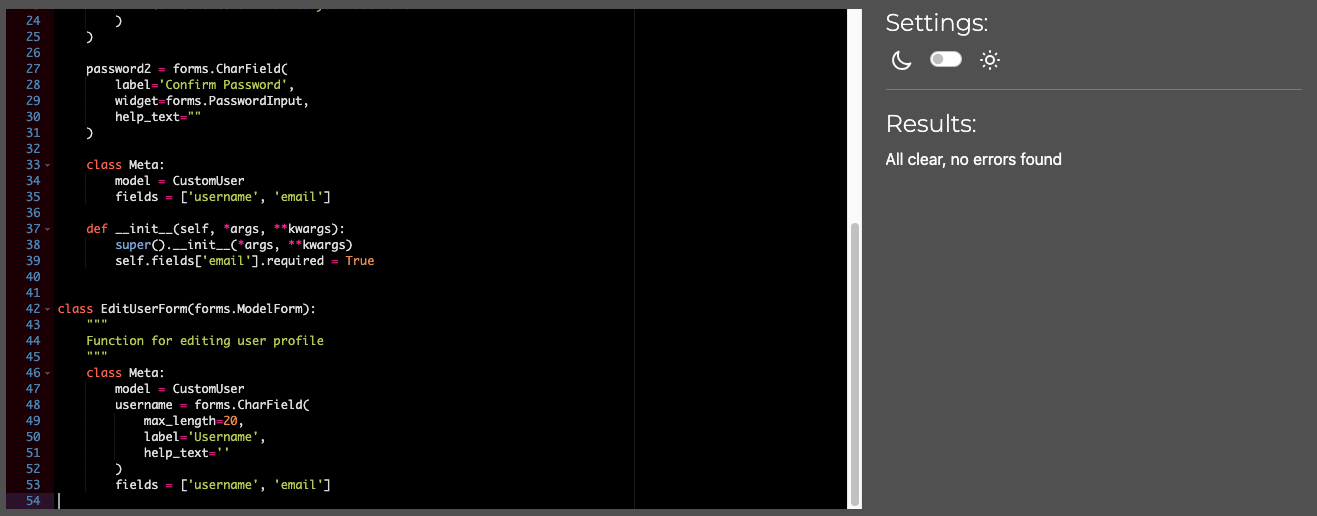 24 )
25 )
26
27 password2 = forms.CharField(
28 label='Confirm Password',
29 widget=forms.PasswordInput,
30 help_text=""
31 )
32
33 class Meta:
34 model = CustomUser
35 fields = ['username', 'email']
36
37 def __init__(self, *args, **kwargs):
38 super().__init__(*args, **kwargs)
39 self.fields['email'].required = True
40
41
42 class EditUserForm(forms.ModelForm):
43 """
44 Function for editing user profile
45 """
46 class Meta:
47 model = CustomUser
48 username = forms.CharField(
49 max_length=20,
50 label='Username',
51 help_text=''
52 )
53 fields = ['username', 'email']
54
Settings:
Results:
All clear, no errors found